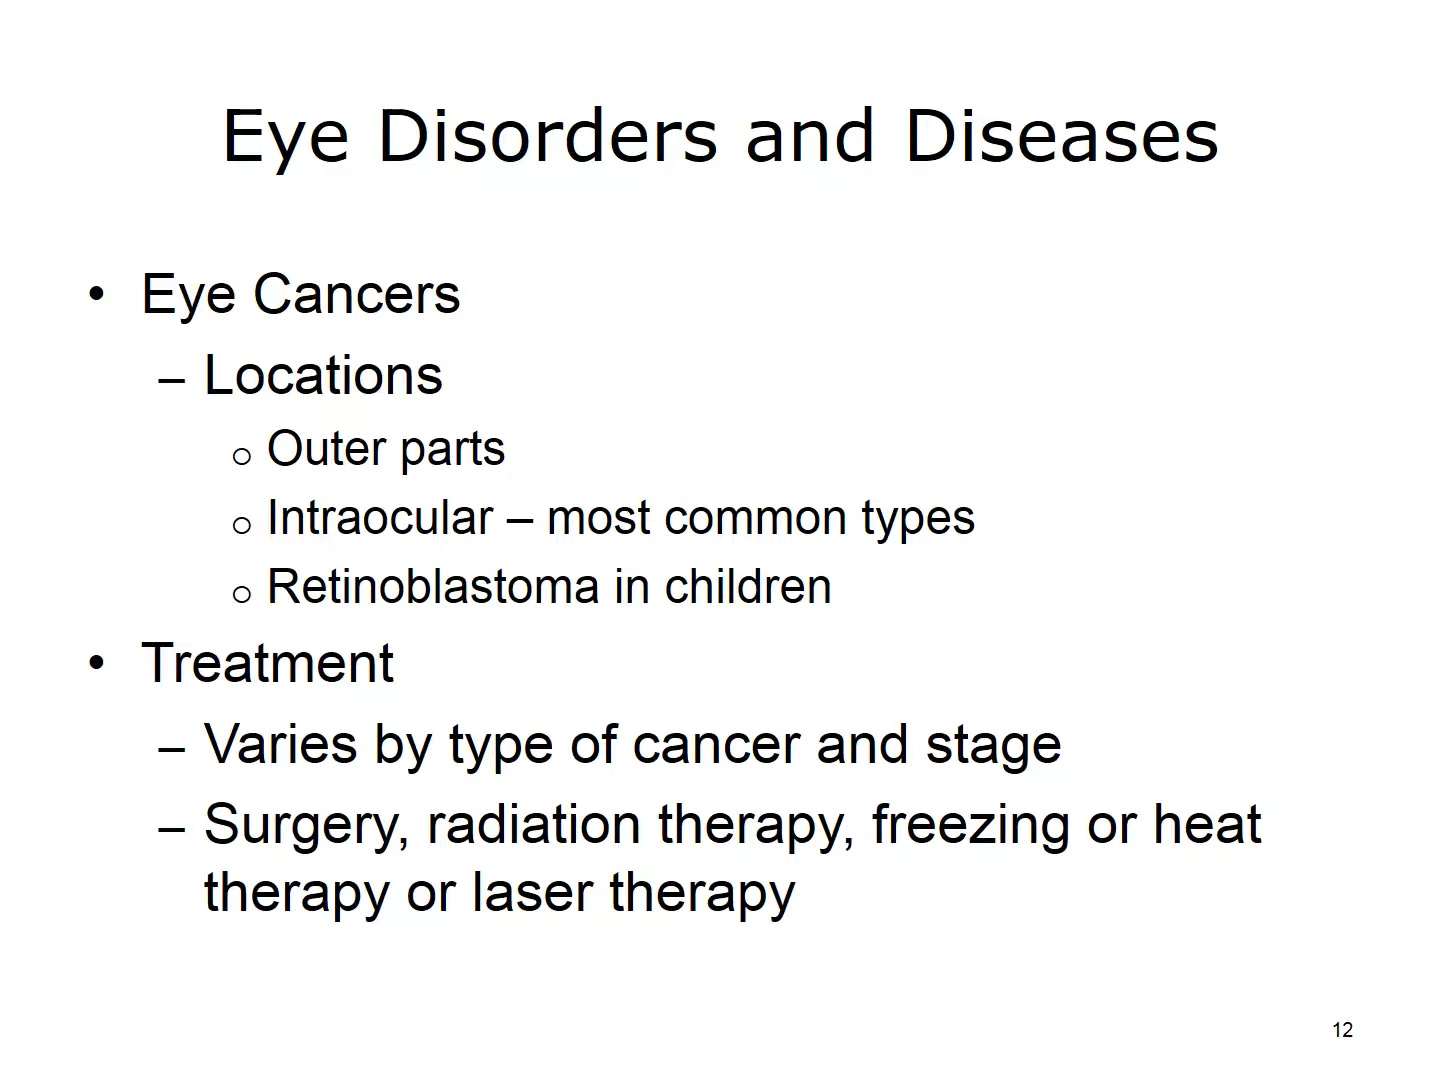 Eye Disorders and Diseases
• Eye Cancers
– Locations
o Outer parts
o Intraocular – most common types
o Retinoblastoma in children
• Treatment
– Varies by type of cancer and stage
– Surgery, radiation therapy, freezing or heat
therapy or laser therapy
12